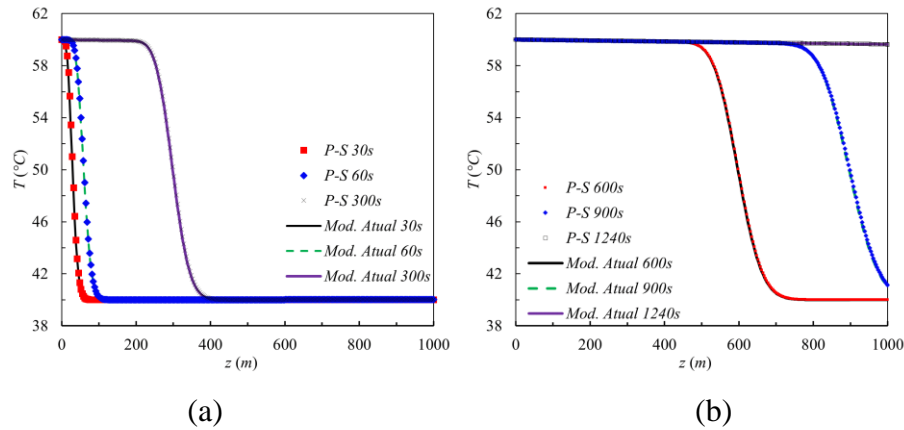 62
58
54
50
46
42
38
T (°C)
P-S 30s
P-S 60s
P-S 300s
Mod. Atual 30s
Mod. Atual 60s
Mod. Atual 300s
0 200 400 600 800 1000
z (m)
(a)
62
58
54
50
46
42
38
T (°C)
P-S 600s
P-S 900s
P-S 1240s
Mod. Atual 600s
Mod. Atual 900s
Mod. Atual 1240s
0 200 400 600 800 1000
z (m)
(b)